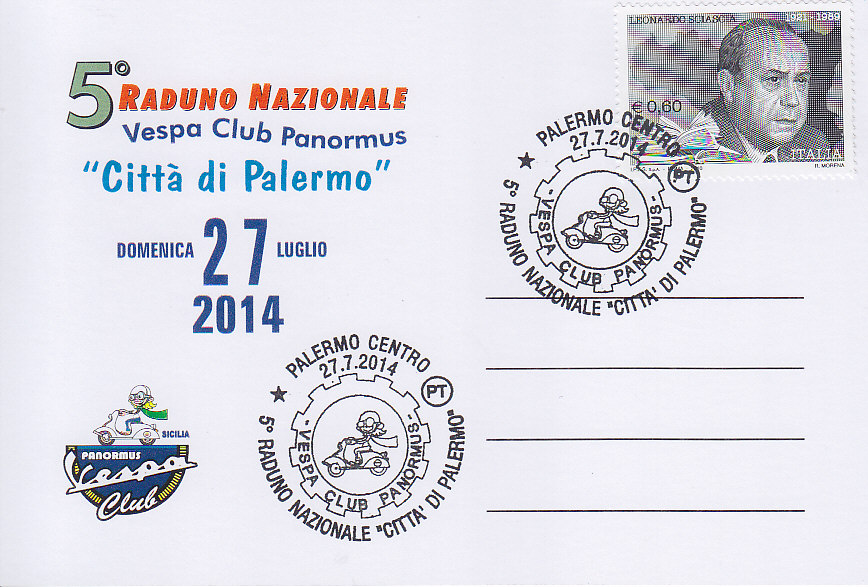 5° RADUNO NAZIONALE
Vespa Club Panormus
"Città di Palermo"
DOMENICA 27 LUGLIO
2014
SICILIA
PANORMUS
Vespa
Club
LEONARDO SCIASCIA 1921 - 1989
€ 0,60
ITALIA
R. MORENA
PALERMO CENTRO
27.7.2014
PT
- VESPA CLUB PANORMUS -
5° RADUNO NAZIONALE "CITTA' DI PALERMO"
PALERMO CENTRO
27.7.2014
PT
- VESPA CLUB PANORMUS -
5° RADUNO NAZIONALE "CITTA' DI PALERMO"